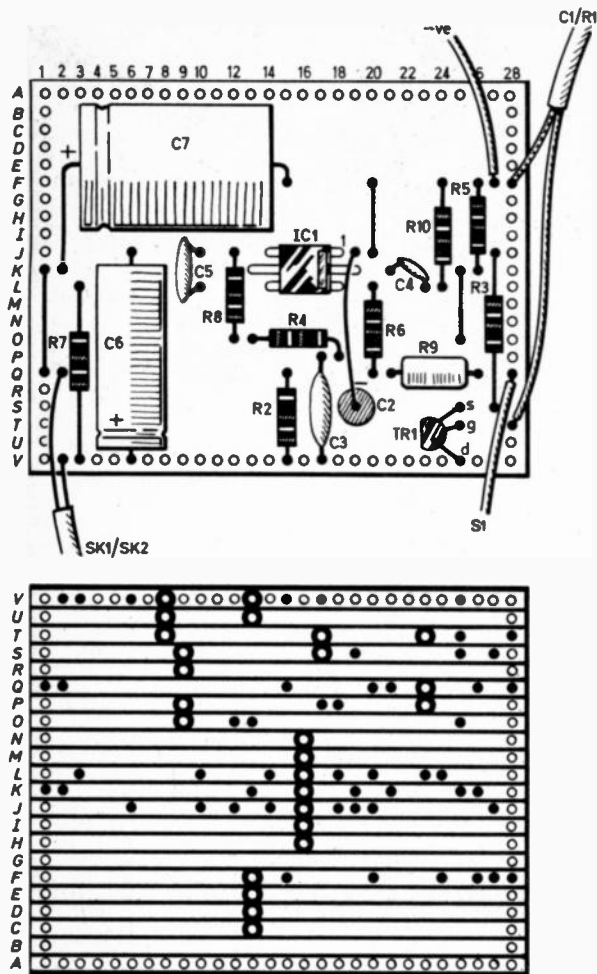 C1/R1
-ve
1 2 3 4 5 6 7 8 9 10 12 14 16 18 20 22 24 26 28
A
B
C
D
E
F
G
H
I
J
K
L
M
N
O
P
Q
R
S
T
U
V
+
C7
R5
R10
IC1
1
C5
C4
R3
R8
R7
C6
R4
R6
R9
R2
-
C2
C3
+
s
g
TR1
d
S1
SK1/SK2
V
U
T
S
R
Q
P
O
N
M
L
K
J
I
H
G
F
E
D
C
B
A